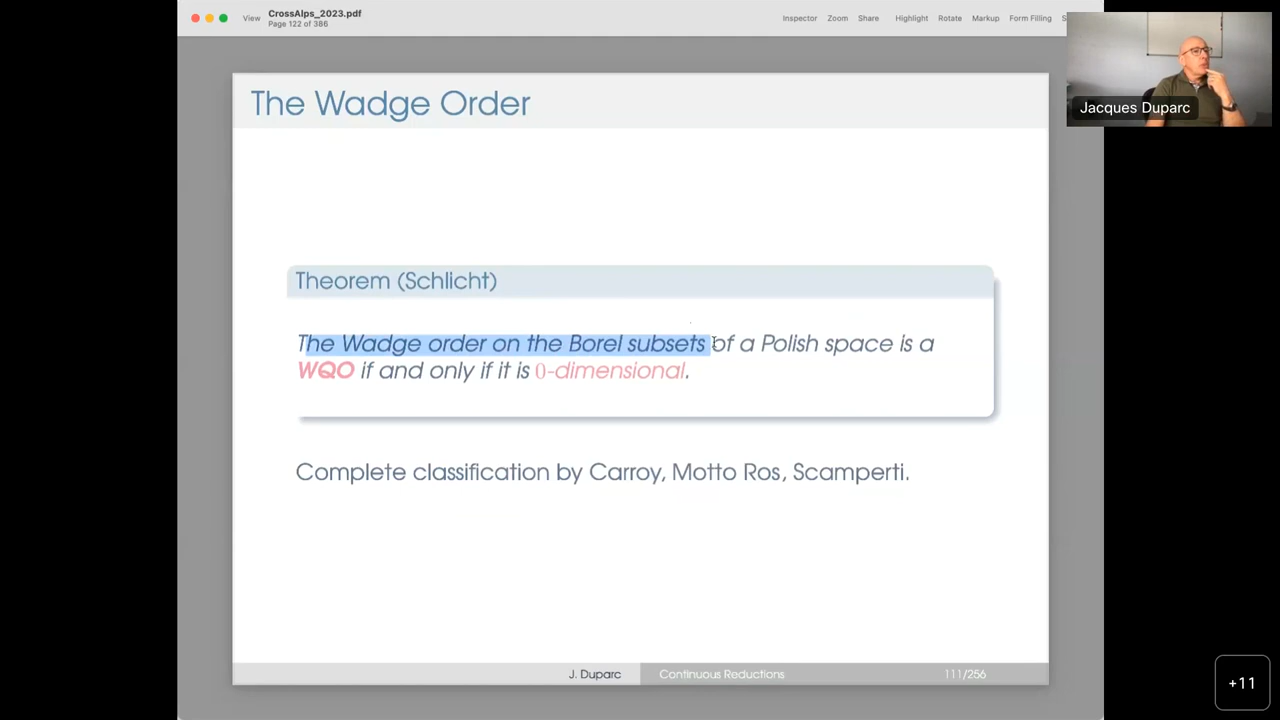 View
CrossAlps_2023.pdf
Page 122 of 386
Inspector Zoom Share Highlight Rotate Markup Form Filling
Jacques Duparc
The Wadge Order
Theorem (Schlicht)
The Wadge order on the Borel subsets of a Polish space is a
WQO if and only if it is 0-dimensional.
Complete classification by Carroy, Motto Ros, Scamperti.
J. Duparc Continuous Reductions 111/256
+11